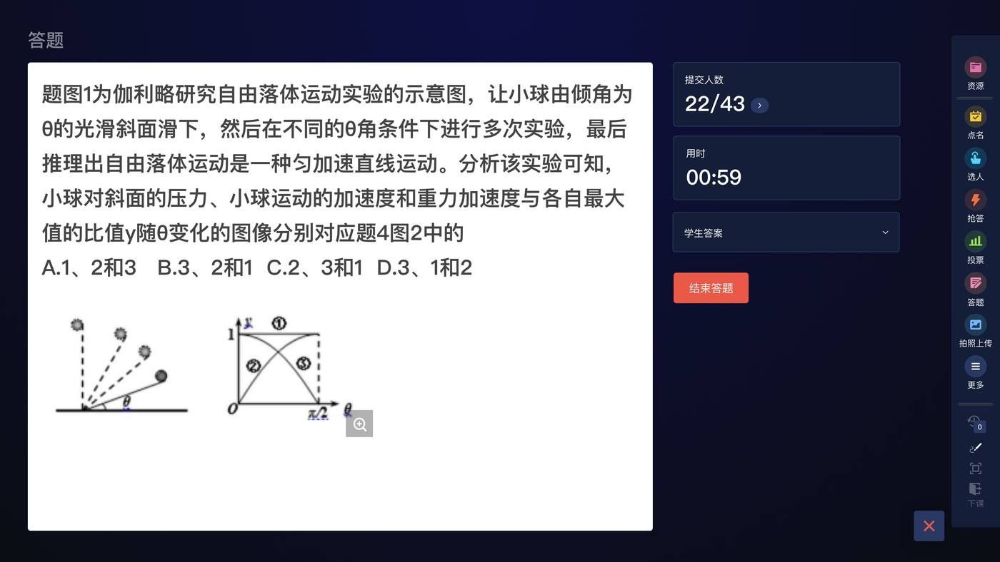 答题
题图1为伽利略研究自由落体运动实验的示意图，让小球由倾角为
θ的光滑斜面滑下，然后在不同的θ角条件下进行多次实验，最后
推理出自由落体运动是一种匀加速直线运动。分析该实验可知，
小球对斜面的压力、小球运动的加速度和重力加速度与各自最大
值的比值y随θ变化的图像分别对应题4图2中的
A.1、2和3 B.3、2和1 C.2、3和1 D.3、1和2
θ
y
1
①
②
③
O
π/2
θ
提交人数
22/43
用时
00:59
学生答案
结束答题
资源
点名
选人
抢答
投票
答题
拍照上传
更多
0
下课